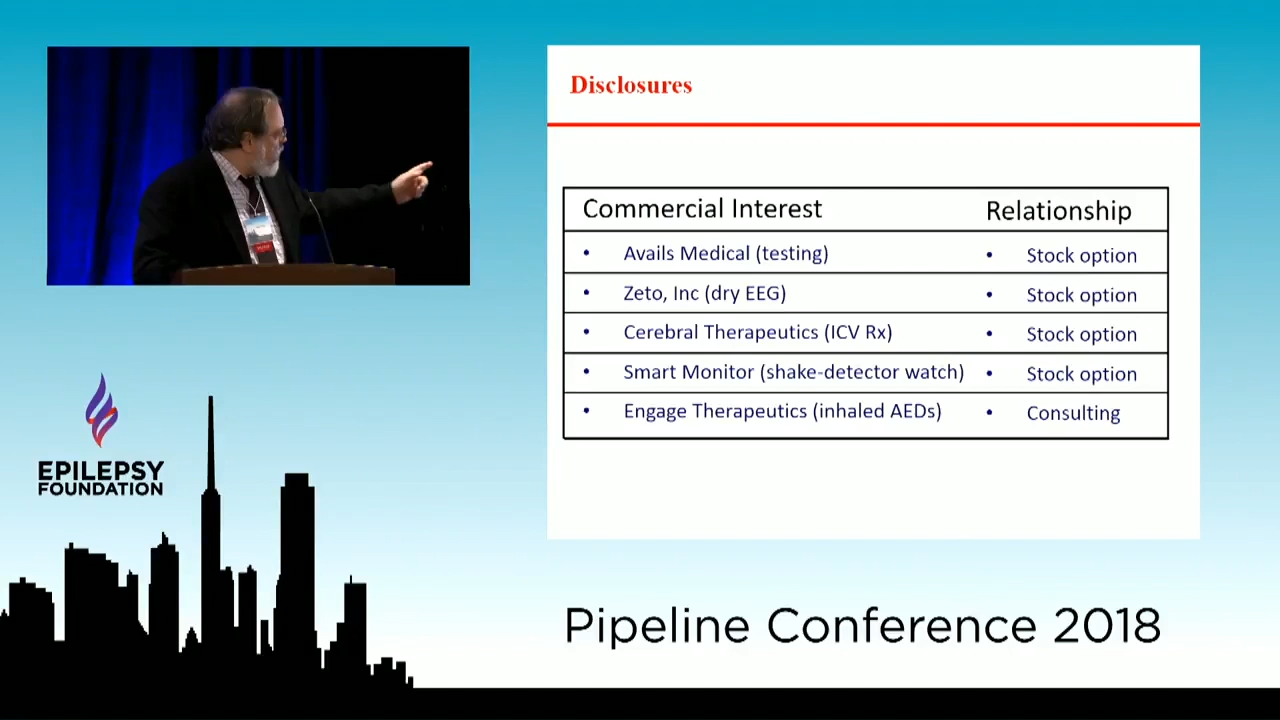 Disclosures
Commercial Interest Relationship
• Avails Medical (testing) • Stock option
• Zeto, Inc (dry EEG) • Stock option
• Cerebral Therapeutics (ICV Rx) • Stock option
• Smart Monitor (shake-detector watch) • Stock option
• Engage Therapeutics (inhaled AEDs) • Consulting
EPILEPSY
FOUNDATION
Pipeline Conference 2018